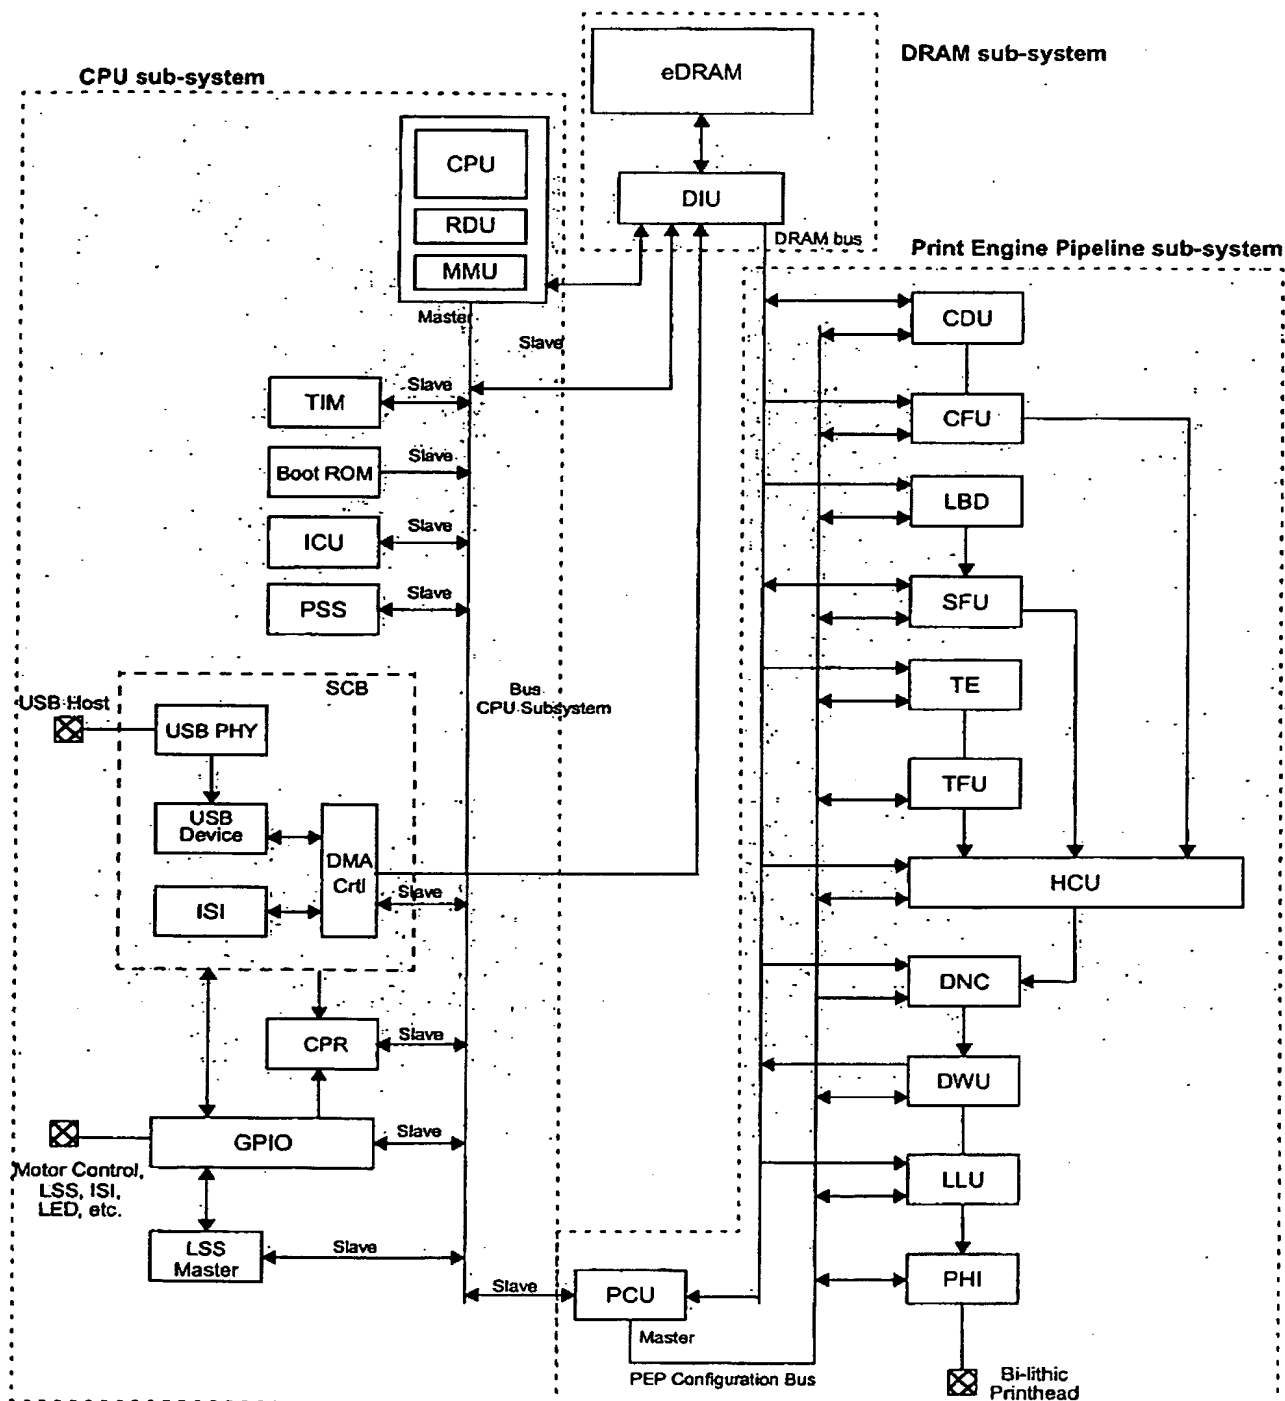 CPU sub-system
DRAM sub-system
eDRAM
DIU
DRAM bus
CPU
RDU
MMU
Master
Slave
TIM
Slave
Boot ROM
Slave
ICU
Slave
PSS
Slave
Bus
CPU Subsystem
SCB
USB Host
USB PHY
USB
Device
DMA
Crtl
Slave
ISI
CPR
Slave
GPIO
Slave
Motor Control,
LSS, ISI,
LED, etc.
LSS
Master
Slave
Slave
PCU
Master
PEP Configuration Bus
Print Engine Pipeline sub-system
CDU
CFU
LBD
SFU
TE
TFU
HCU
DNC
DWU
LLU
PHI
Bi-lithic
Printhead